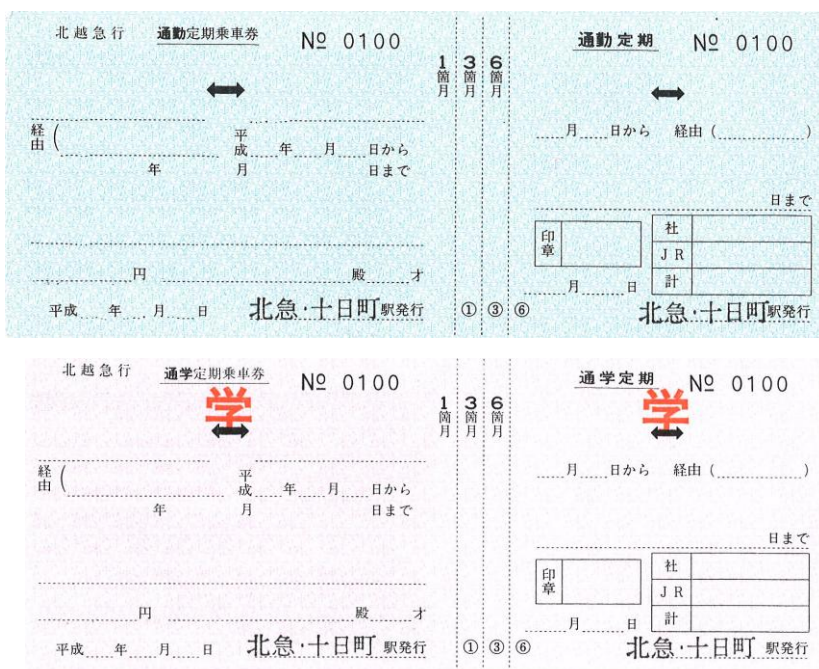 北越急行 通勤定期乗車券 № 0100
1箇月 3箇月 6箇月
経由（ 平成 年 月 日から
年 月 日まで
円 殿 才
平成 年 月 日 北急・十日町駅発行
① ③ ⑥
通勤定期 № 0100
月 日から 経由（ ）
日まで
印章
社
JR
計
月 日
北急・十日町駅発行
北越急行 通学定期乗車券 № 0100
学
1箇月 3箇月 6箇月
経由（ 平成 年 月 日から
年 月 日まで
円 殿 才
平成 年 月 日 北急・十日町駅発行
① ③ ⑥
通学定期 № 0100
学
月 日から 経由（ ）
日まで
印章
社
JR
計
月 日
北急・十日町 駅発行